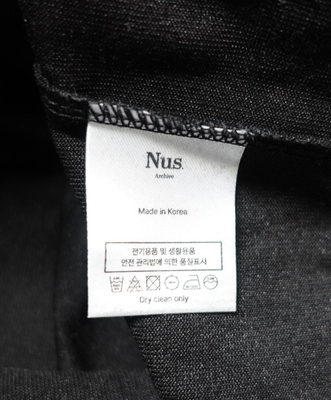 Nus.
Archive
Made in Korea
전기용품 및 생활용품
안전 관리법에 의한 품질표시
Dry clean only